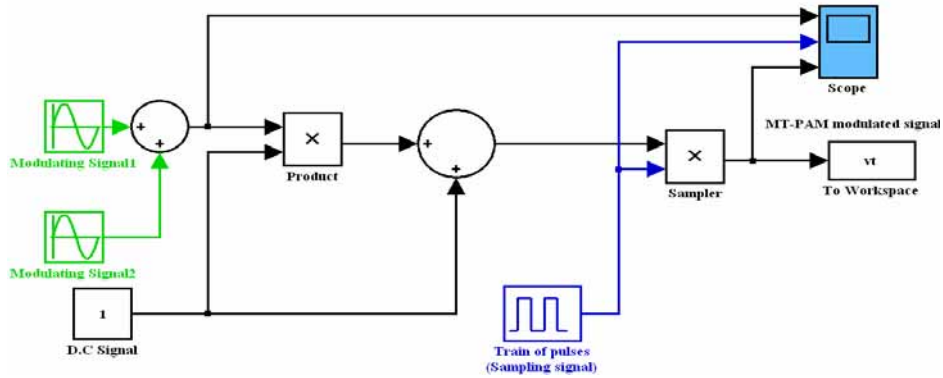 Scope
MT-PAM modulated signal
+
+
Modulating Signal1
×
Product
+
+
×
Sampler
vt
To Workspace
Modulating Signal2
1
D.C Signal
Train of pulses
(Sampling signal)